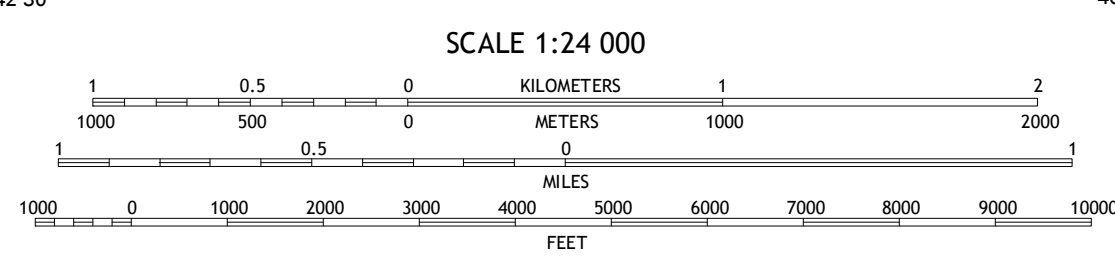 SCALE 1:24 000
1 0.5 0 KILOMETERS 1 2
1000 500 0 METERS 1000 2000
1 0.5 0 1
MILES
1000 0 1000 2000 3000 4000 5000 6000 7000 8000 9000 10000
FEET